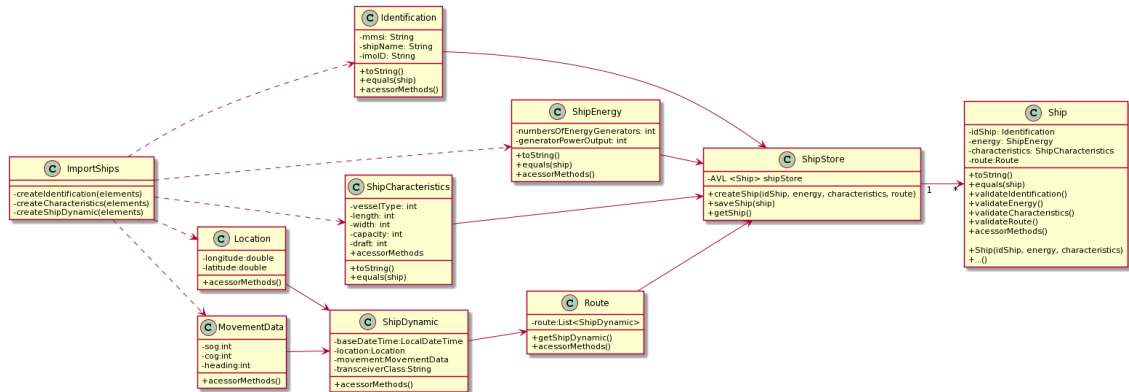 C Identification
-mmsi: String
-shipName: String
-imoID: String
+toString()
+equals(ship)
+acessorMethods()
C ShipEnergy
-numbersOfEnergyGenerators: int
-generatorPowerOutput: int
+toString()
+equals(ship)
+acessorMethods()
C Ship
-idShip: Identification
-energy: ShipEnergy
-characteristics: ShipCharacteristics
-route:Route
+toString()
+equals(ship)
+validateIdentification()
+validateEnergy()
+validateCharacteristics()
+validateRoute()
+acessorMethods()
+Ship(idShip, energy, characteristics)
+...()
C ShipStore
-AVL <Ship> shipStore
+createShip(idShip, energy, characteristics, route)
+saveShip(ship)
+getShip()
1
*
C ImportShips
-createIdentification(elements)
-createCharacteristics(elements)
-createShipDynamic(elements)
C ShipCharacteristics
-vesselType: int
-length: int
-width: int
-capacity: int
-draft: int
+acessorMethods
+toString()
+equals(ship)
C Location
-longitude:double
-latitude:double
+acessorMethods()
C Route
-route:List<ShipDynamic>
+getShipDynamic()
+acessorMethods()
C MovementData
-sog:int
-cog:int
-heading:int
+acessorMethods()
C ShipDynamic
-baseDateTime:LocalDateTime
-location:Location
-movement:MovementData
-transceiverClass:String
+acessorMethods()